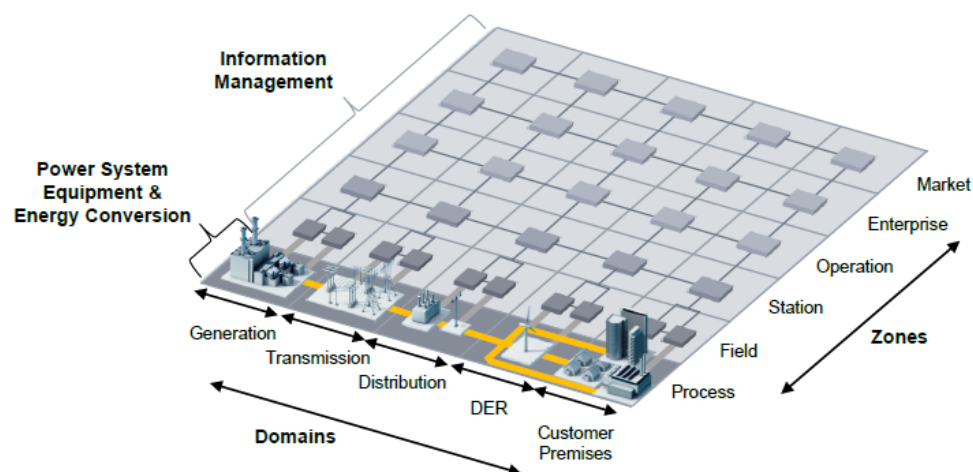 Information
Management
Power System
Equipment &
Energy Conversion
Market
Enterprise
Operation
Station
Field
Process
Zones
Generation
Transmission
Distribution
DER
Customer
Premises
Domains